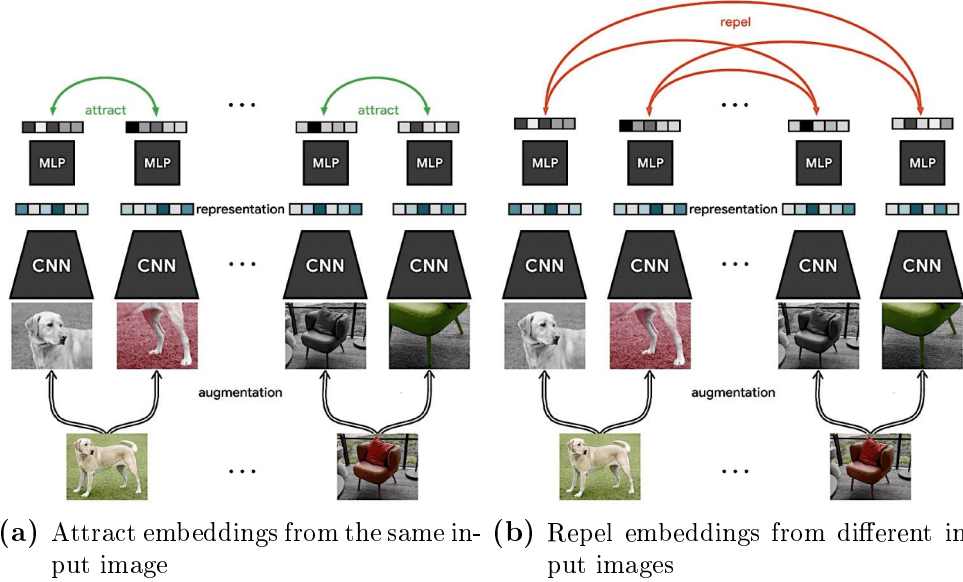 repel
attract
attract
MLP MLP MLP MLP
MLP MLP MLP MLP
representation
representation
CNN CNN CNN CNN
CNN CNN CNN CNN
augmentation
augmentation
(a) Attract embeddings from the same in-
put image
(b) Repel embeddings from different in
put images